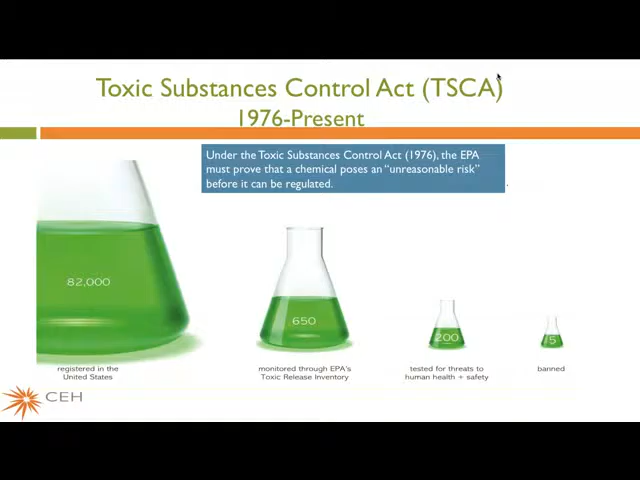 Toxic Substances Control Act (TSCA)
1976-Present
Under the Toxic Substances Control Act (1976), the EPA
must prove that a chemical poses an “unreasonable risk”
before it can be regulated.
82,000
650
200
15
registered in the
United States
monitored through EPA's
Toxic Release Inventory
tested for threats to
human health + safety
banned
CEH